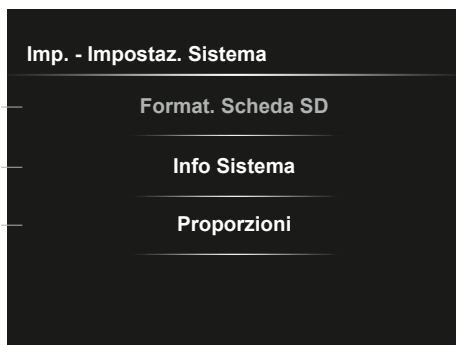 Imp. - Impostaz. Sistema
Format. Scheda SD
Info Sistema
Proporzioni